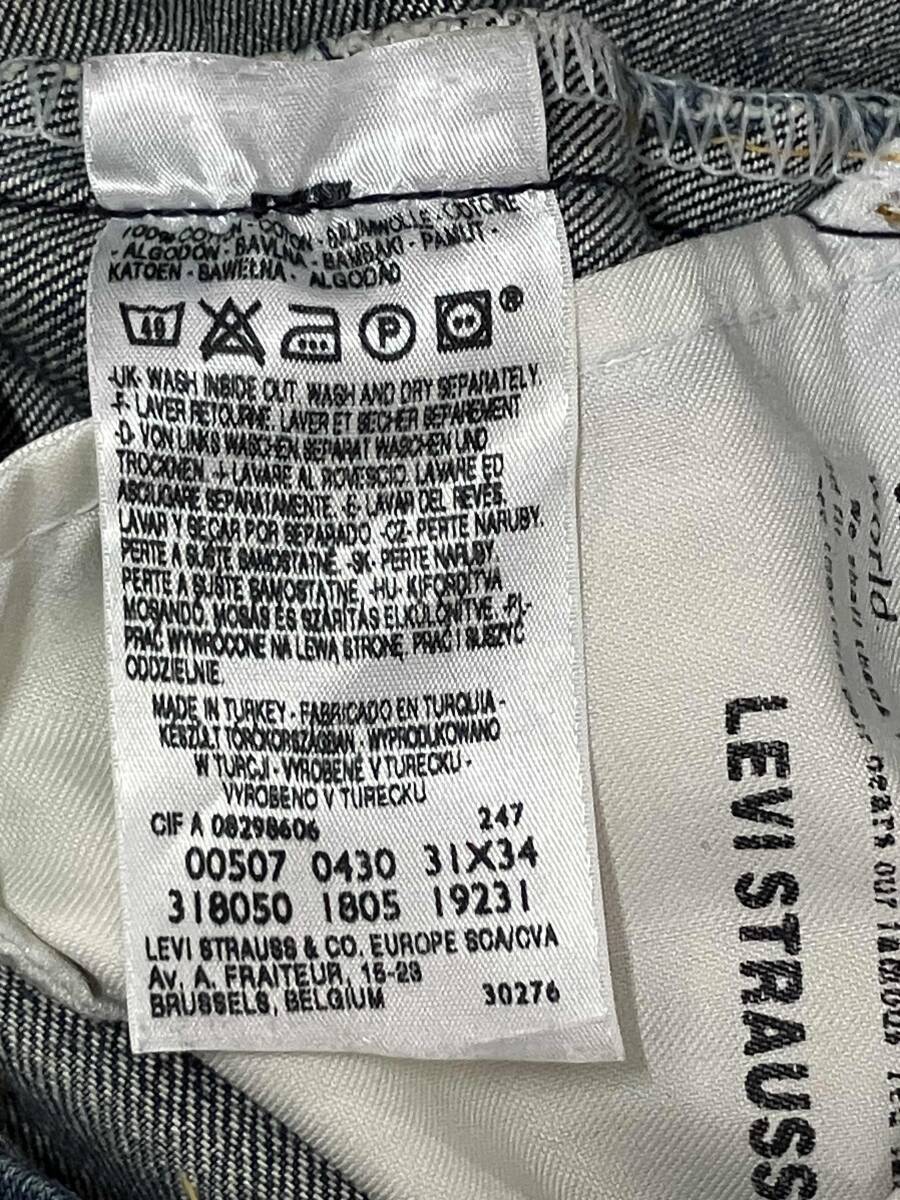 100% COTTON - COTON - BAUMWOLLE - COTONE
- ALGODON - BAVLNA - BAMBAKI - PAMUT -
KATOEN - BAWEŁNA - ALGODÃO
40 P ®
-UK- WASH INSIDE OUT. WASH AND DRY SEPARATELY.
-F- LAVER RETOURNE. LAVER ET SECHER SEPAREMENT
-D- VON LINKS WASCHEN.SEPARAT WASCHEN UND
TROCKNEN -I- LAVARE AL ROVESCIO. LAVARE ED
ASCIUGARE SEPARATAMENTE. -E- LAVAR DEL REVES.
LAVAR Y SECAR POR SEPARADO -CZ- PERTE NARUBY.
PERTE A SUŠTE SAMOSTATNĚ. -SK- PERTE NARUBY.
PERTE A SUŠTE SAMOSTATNE. -HU- KIFORDÍTVA
MOSANDÓ. MOSÁS ÉS SZÁRÍTÁS ELKÜLÖNÍTVE. -PL-
PRAĆ WYWRÓCONE NA LEWĄ STRONĘ. PRAĆ I SUSZYĆ
ODDZIELNIE.
MADE IN TURKEY - FABRICADO EN TURQUIA -
KÉSZÜLT TÖRÖKORSZÁGBAN - WYPRODUKOWANO
W TURCJI - VYROBENÉ V TURECKU -
VYROBENO V TURECKU
CIF A 08298606 247
00507 0430 31X34
318050 1805 19231
LEVI STRAUSS & CO. EUROPE SCA/CVA
Av. A. FRAITEUR, 15-23
BRUSSELS, BELGIUM 30276
LEVI STRAUSS
world
We shall